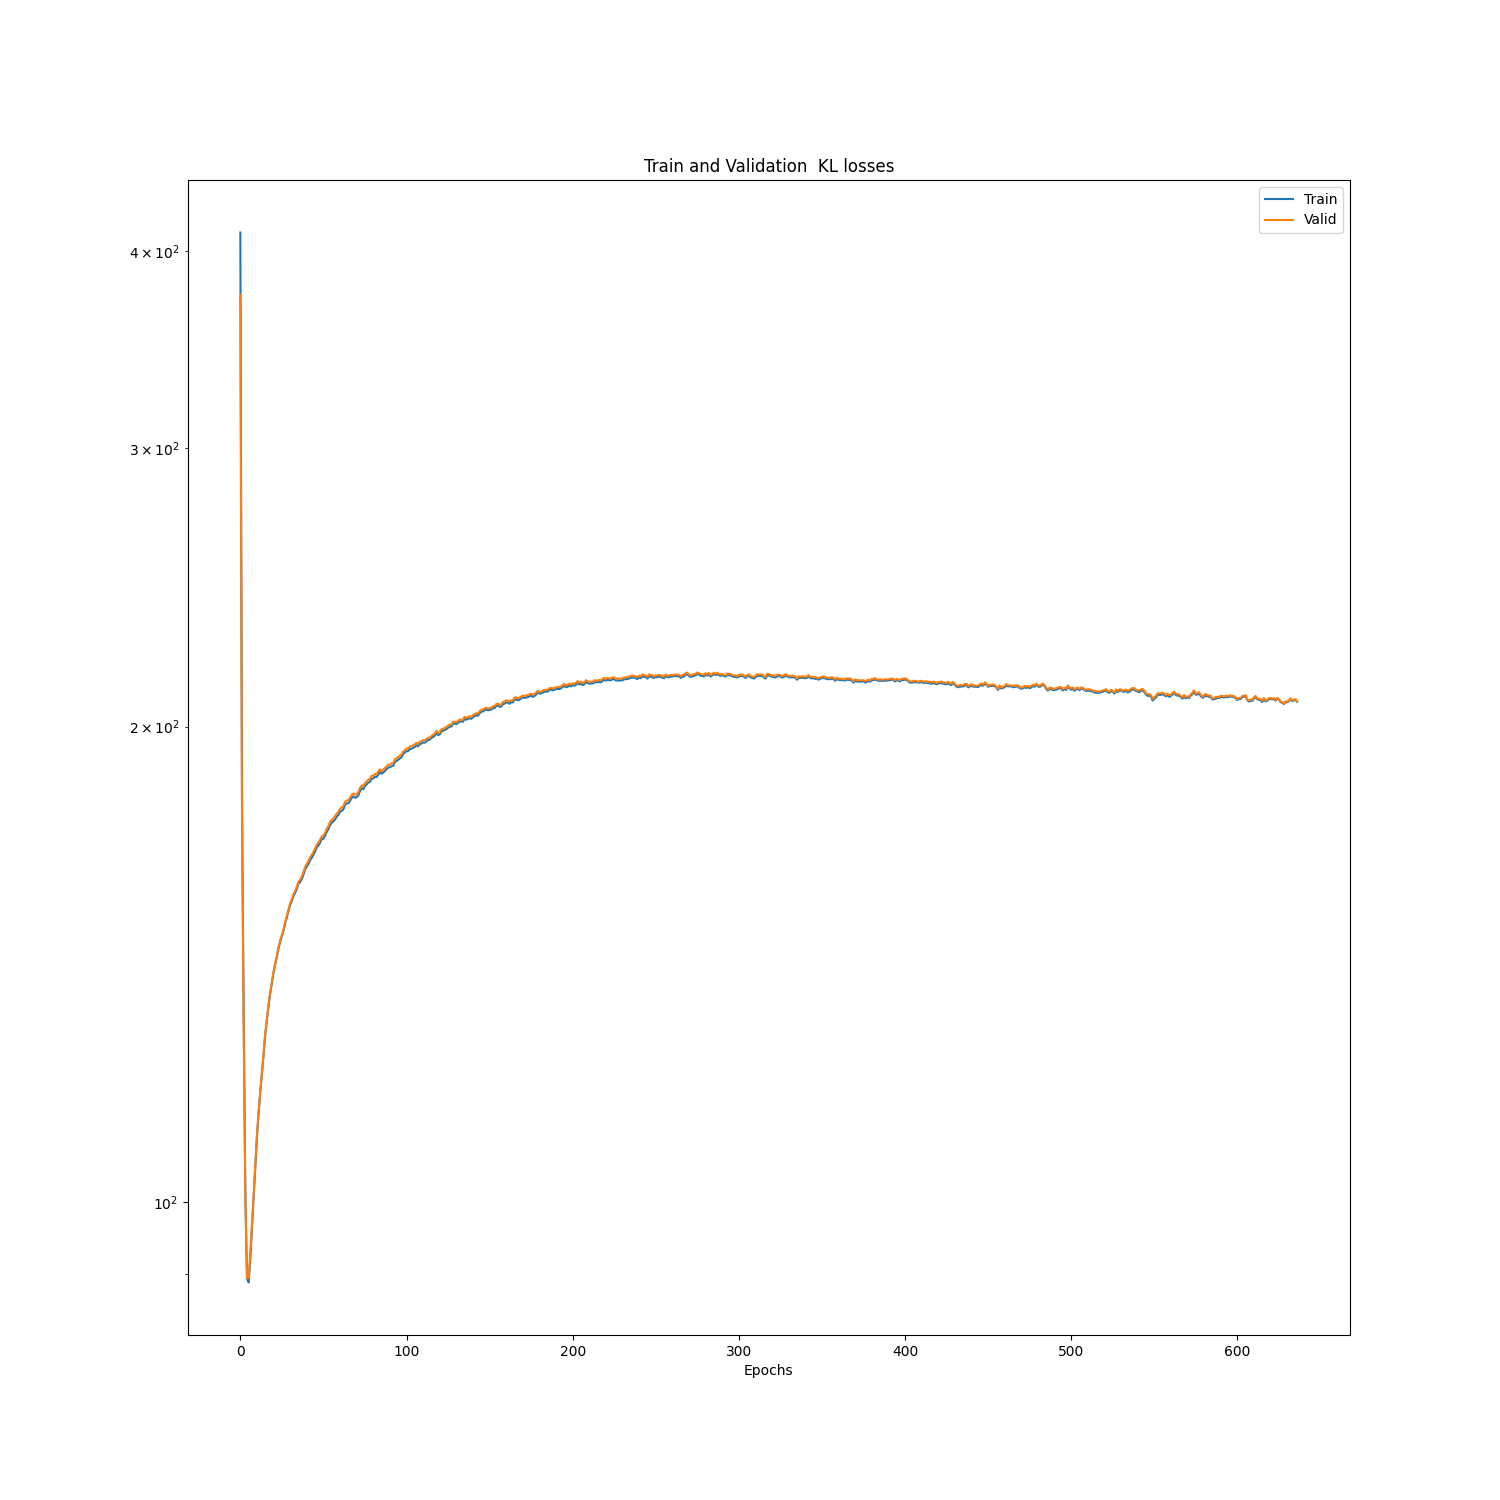 Train and Validation  KL losses
Train
Valid
4 × 10²
3 × 10²
2 × 10²
10²
0 100 200 300 400 500 600
Epochs